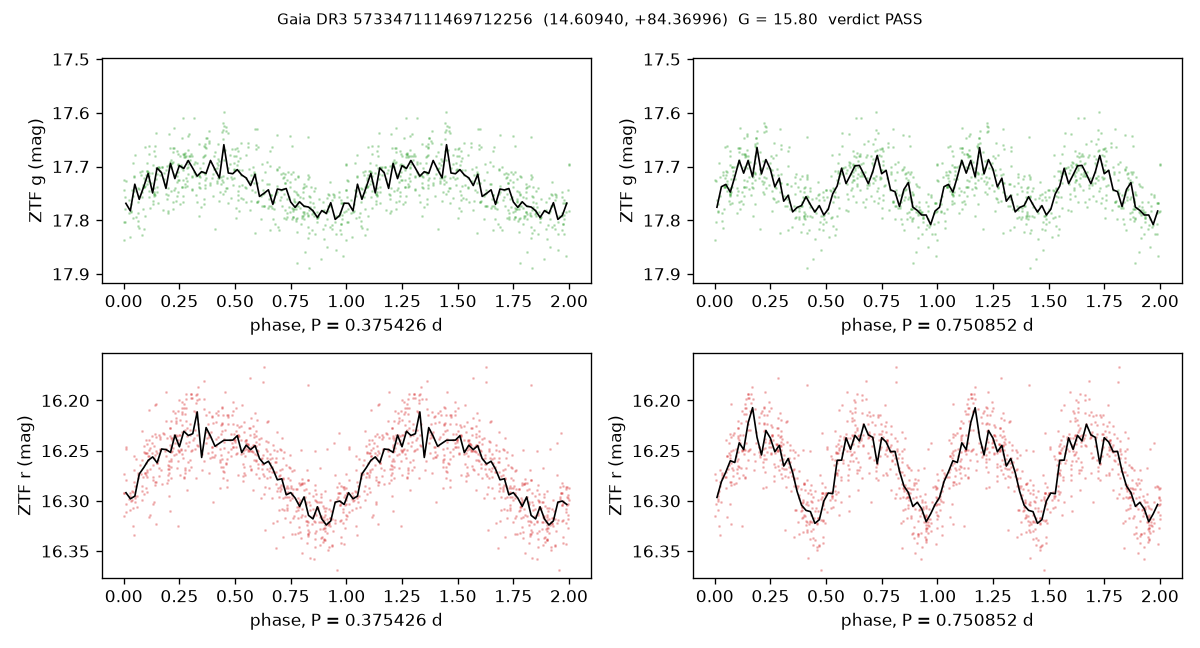 Gaia DR3 573347111469712256 (14.60940, +84.36996) G = 15.80 verdict PASS
17.5
17.6
17.7
17.8
17.9
ZTF g (mag)
0.00 0.25 0.50 0.75 1.00 1.25 1.50 1.75 2.00
phase, P = 0.375426 d
17.5
17.6
17.7
17.8
17.9
ZTF g (mag)
0.00 0.25 0.50 0.75 1.00 1.25 1.50 1.75 2.00
phase, P = 0.750852 d
16.20
16.25
16.30
16.35
ZTF r (mag)
0.00 0.25 0.50 0.75 1.00 1.25 1.50 1.75 2.00
phase, P = 0.375426 d
16.20
16.25
16.30
16.35
ZTF r (mag)
0.00 0.25 0.50 0.75 1.00 1.25 1.50 1.75 2.00
phase, P = 0.750852 d